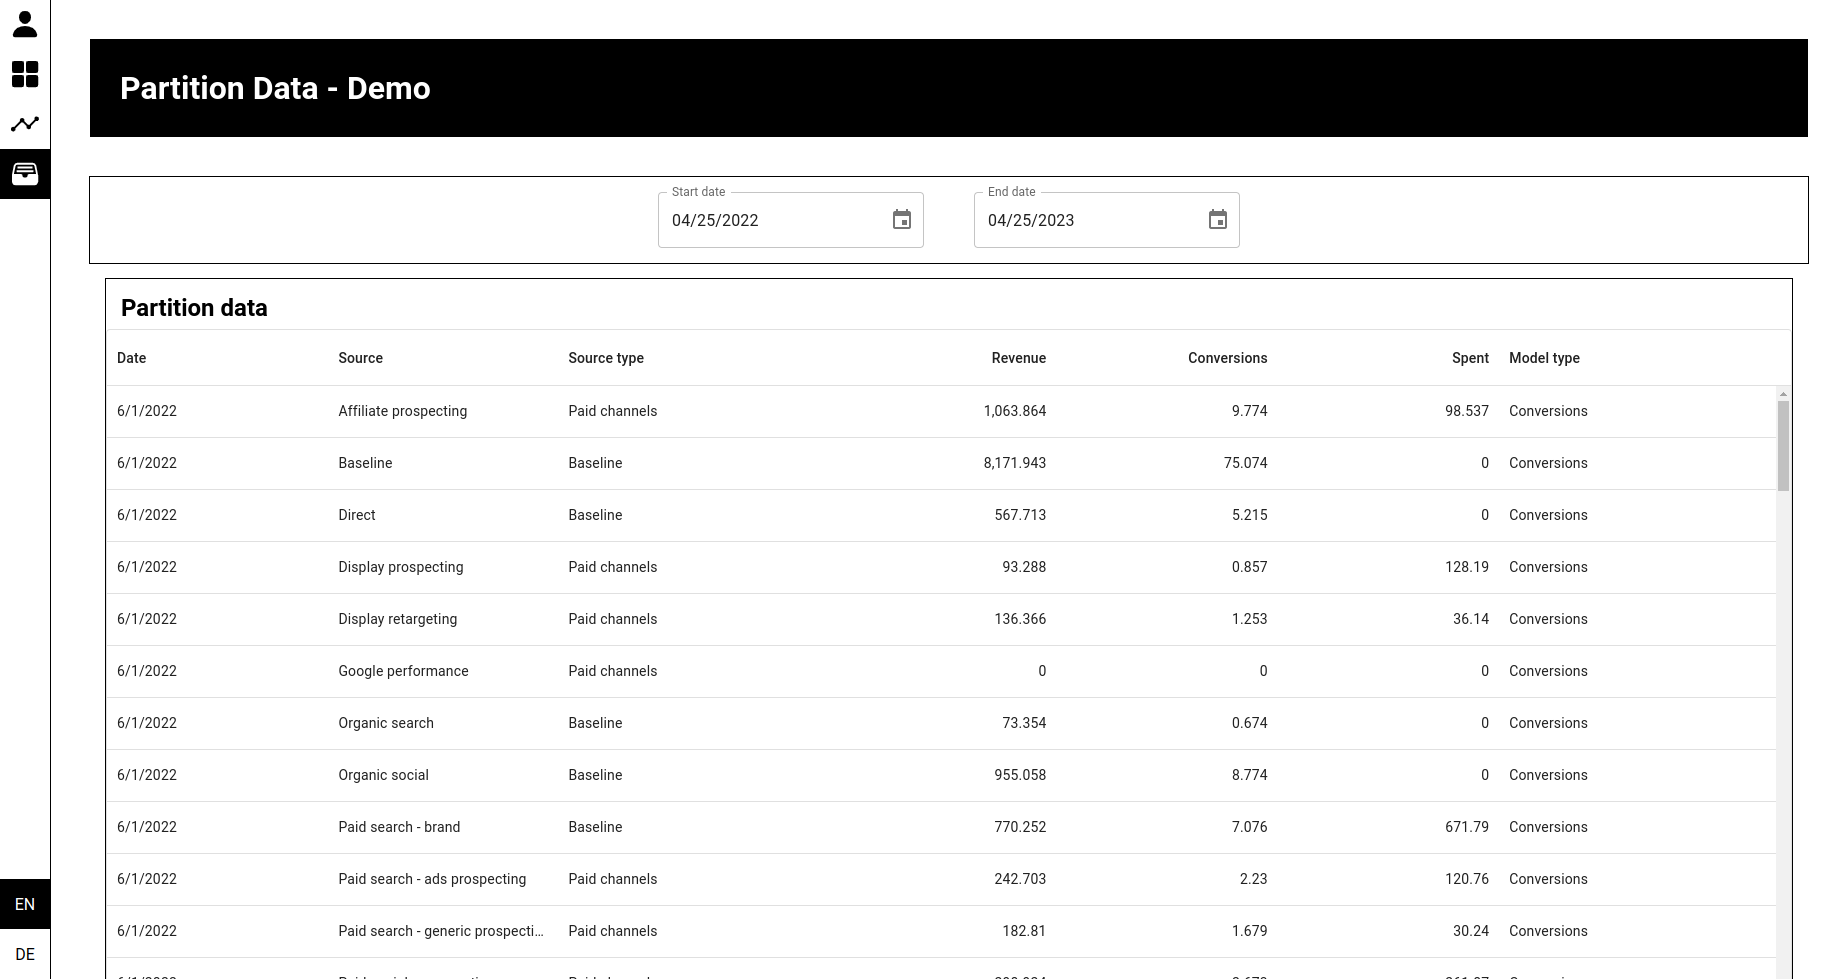 Partition Data - Demo
Start date
04/25/2022
End date
04/25/2023
Partition data
Date Source Source type Revenue Conversions Spent Model type
6/1/2022 Affiliate prospecting Paid channels 1,063.864 9.774 98.537 Conversions
6/1/2022 Baseline Baseline 8,171.943 75.074 0 Conversions
6/1/2022 Direct Baseline 567.713 5.215 0 Conversions
6/1/2022 Display prospecting Paid channels 93.288 0.857 128.19 Conversions
6/1/2022 Display retargeting Paid channels 136.366 1.253 36.14 Conversions
6/1/2022 Google performance Paid channels 0 0 0 Conversions
6/1/2022 Organic search Baseline 73.354 0.674 0 Conversions
6/1/2022 Organic social Baseline 955.058 8.774 0 Conversions
6/1/2022 Paid search - brand Baseline 770.252 7.076 671.79 Conversions
6/1/2022 Paid search - ads prospecting Paid channels 242.703 2.23 120.76 Conversions
6/1/2022 Paid search - generic prospecti... Paid channels 182.81 1.679 30.24 Conversions
EN
DE